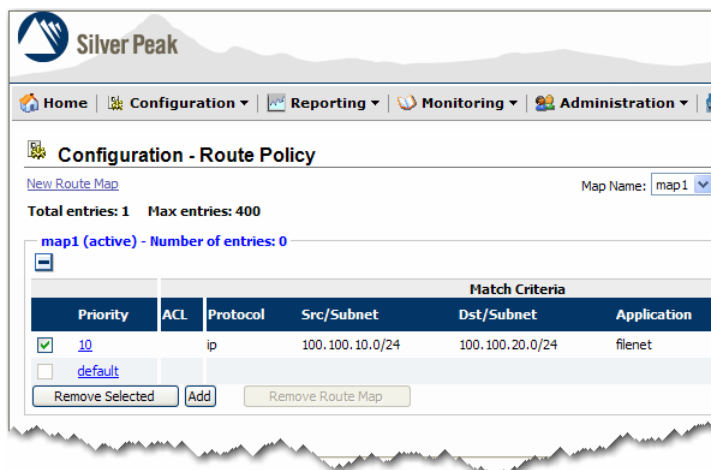 Silver Peak
Home | Configuration | Reporting | Monitoring | Administration |
Configuration - Route Policy
New Route Map Map Name: map1
Total entries: 1 Max entries: 400
map1 (active) - Number of entries: 0
Match Criteria
Priority ACL Protocol Src/Subnet Dst/Subnet Application
10 ip 100.100.10.0/24 100.100.20.0/24 filenet
default
Remove Selected Add Remove Route Map